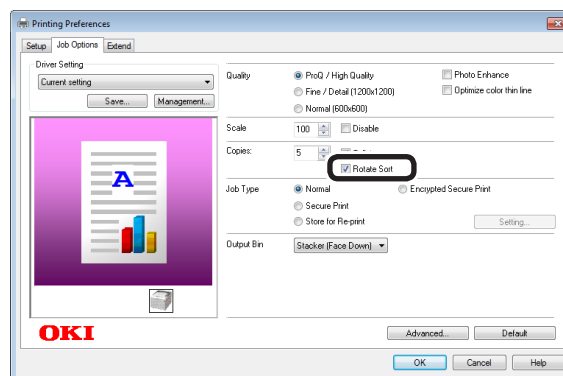 Printing Preferences
Setup Job Options Extend
Driver Setting
Current setting
Save... Management...
A
OKI
Quality ProQ / High Quality Photo Enhance
Fine / Detail (1200x1200) Optimize color thin line
Normal (600x600)
Scale 100 Disable
Copies: 5
Rotate Sort
Job Type Normal Encrypted Secure Print
Secure Print
Store for Re-print Setting...
Output Bin Stacker (Face Down)
Advanced... Default
OK Cancel Help